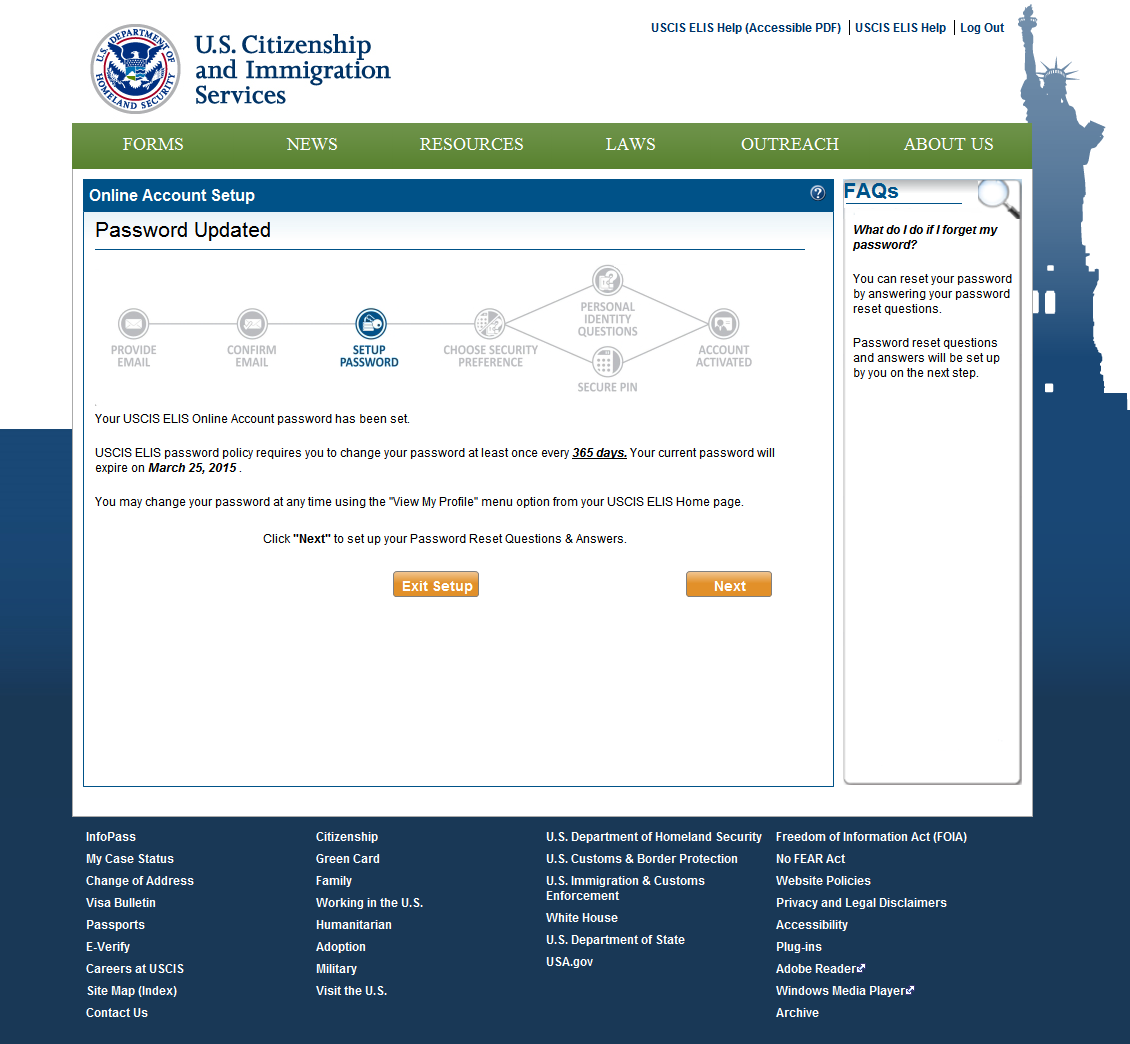 USCIS ELIS Help (Accessible PDF) | USCIS ELIS Help | Log Out
U.S. DEPARTMENT OF HOMELAND SECURITY
U.S. Citizenship
and Immigration
Services
FORMS NEWS RESOURCES LAWS OUTREACH ABOUT US
Online Account Setup ?
Password Updated
PROVIDE
EMAIL
CONFIRM
EMAIL
SETUP
PASSWORD
CHOOSE SECURITY
PREFERENCE
PERSONAL
IDENTITY
QUESTIONS
SECURE PIN
ACCOUNT
ACTIVATED
Your USCIS ELIS Online Account password has been set.
USCIS ELIS password policy requires you to change your password at least once every 365 days. Your current password will
expire on March 25, 2015 .
You may change your password at any time using the "View My Profile" menu option from your USCIS ELIS Home page.
Click "Next" to set up your Password Reset Questions & Answers.
Exit Setup Next
FAQs
What do I do if I forget my
password?
You can reset your password
by answering your password
reset questions.
Password reset questions
and answers will be set up
by you on the next step.
InfoPass
My Case Status
Change of Address
Visa Bulletin
Passports
E-Verify
Careers at USCIS
Site Map (Index)
Contact Us
Citizenship
Green Card
Family
Working in the U.S.
Humanitarian
Adoption
Military
Visit the U.S.
U.S. Department of Homeland Security
U.S. Customs & Border Protection
U.S. Immigration & Customs
Enforcement
White House
U.S. Department of State
USA.gov
Freedom of Information Act (FOIA)
No FEAR Act
Website Policies
Privacy and Legal Disclaimers
Accessibility
Plug-ins
Adobe Reader
Windows Media Player
Archive